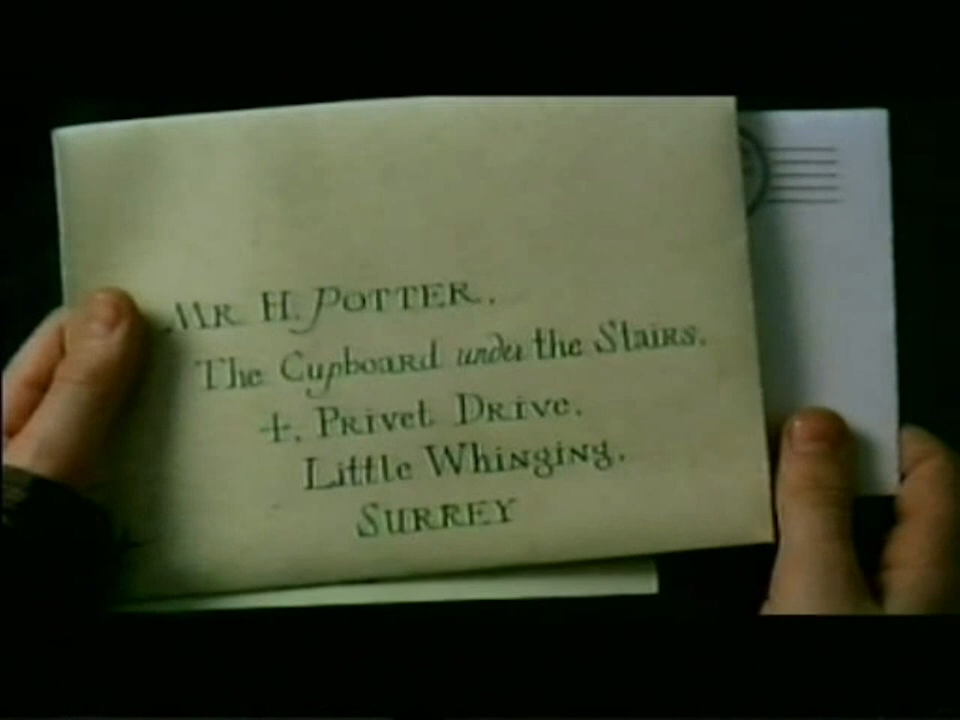 Mr H. Potter,
The Cupboard under the Stairs,
4, Privet Drive,
Little Whinging,
SURREY